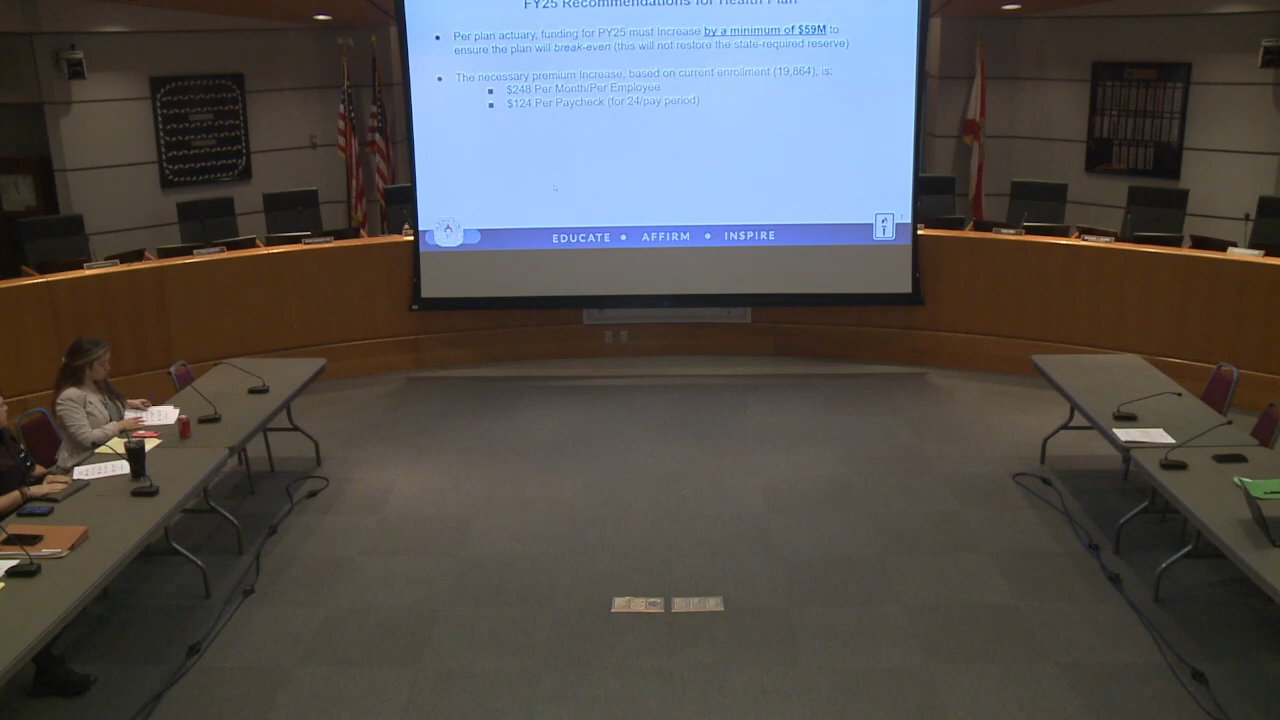 FY25 Recommendations for Health Plan
Per plan actuary, funding for PY25 must Increase by a minimum of $59M to
ensure the plan will break-even (this will not restore the state-required reserve)
The necessary premium Increase, based on current enrollment (19,864), is:
$248 Per Month/Per Employee
$124 Per Paycheck (for 24/pay period)
EDUCATE • AFFIRM • INSPIRE